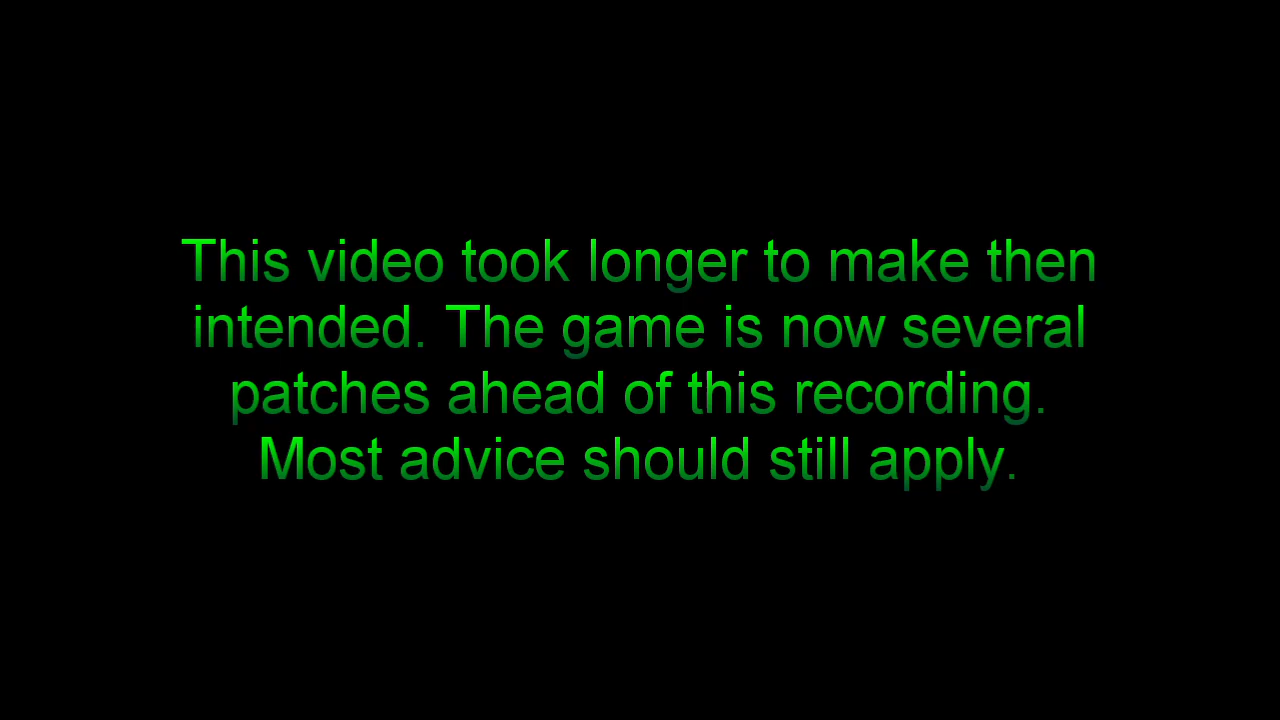 This video took longer to make then
intended. The game is now several
patches ahead of this recording.
Most advice should still apply.